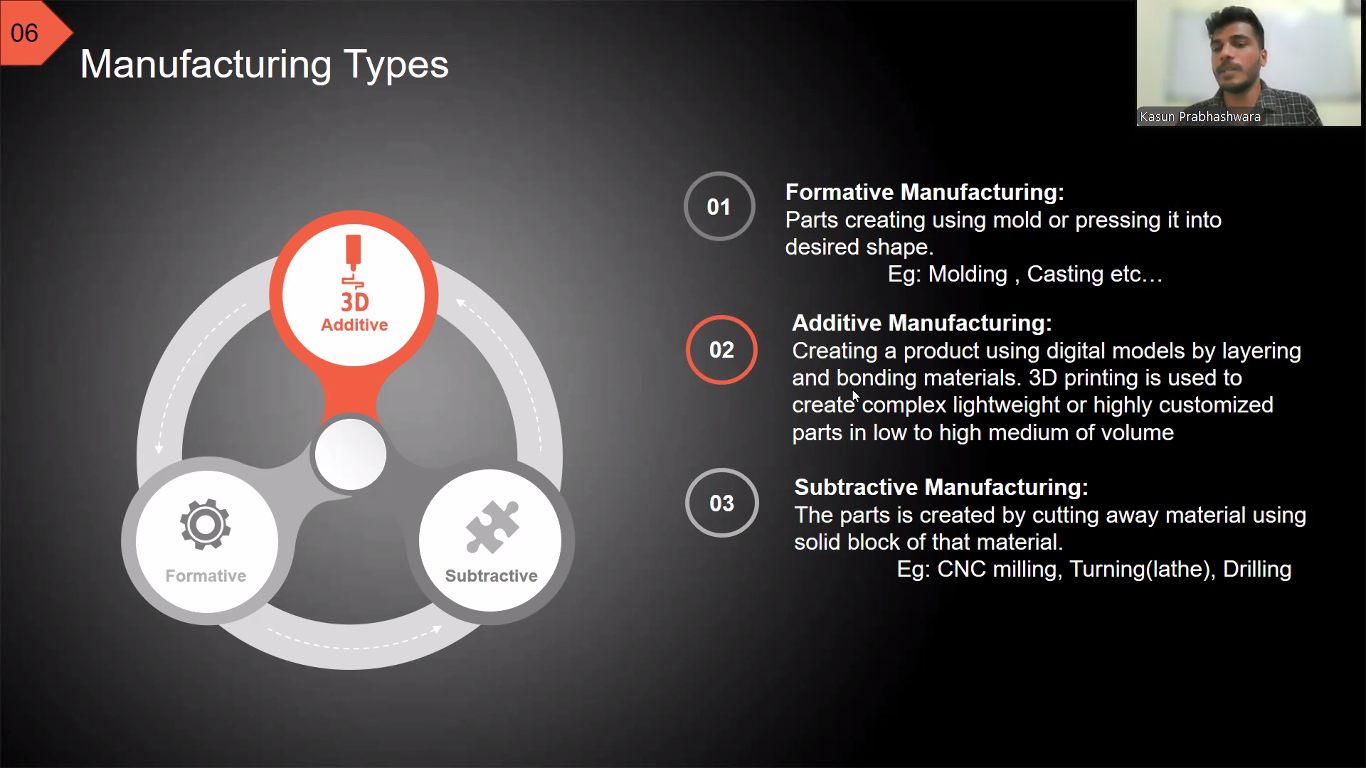 06
Manufacturing Types
Kasun Prabhashwara
3D
Additive
Formative
Subtractive
01
Formative Manufacturing:
Parts creating using mold or pressing it into
desired shape.
Eg: Molding , Casting etc…
02
Additive Manufacturing:
Creating a product using digital models by layering
and bonding materials. 3D printing is used to
create complex lightweight or highly customized
parts in low to high medium of volume
03
Subtractive Manufacturing:
The parts is created by cutting away material using
solid block of that material.
Eg: CNC milling, Turning(lathe), Drilling